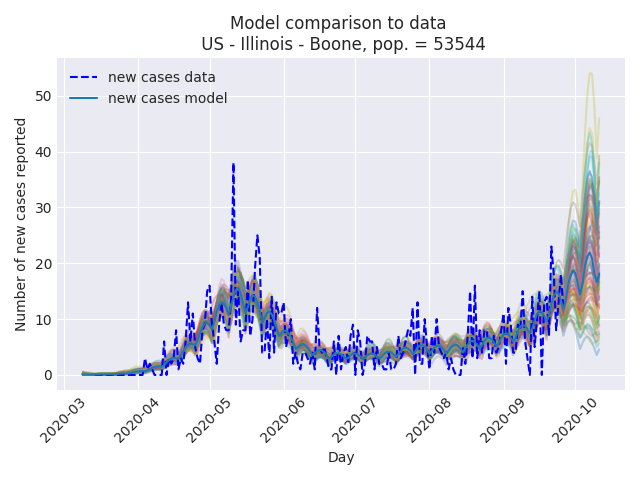 Model comparison to data
US - Illinois - Boone, pop. = 53544
new cases data
new cases model
Number of new cases reported
50
40
30
20
10
0
2020-03
2020-04
2020-05
2020-06
2020-07
2020-08
2020-09
2020-10
Day